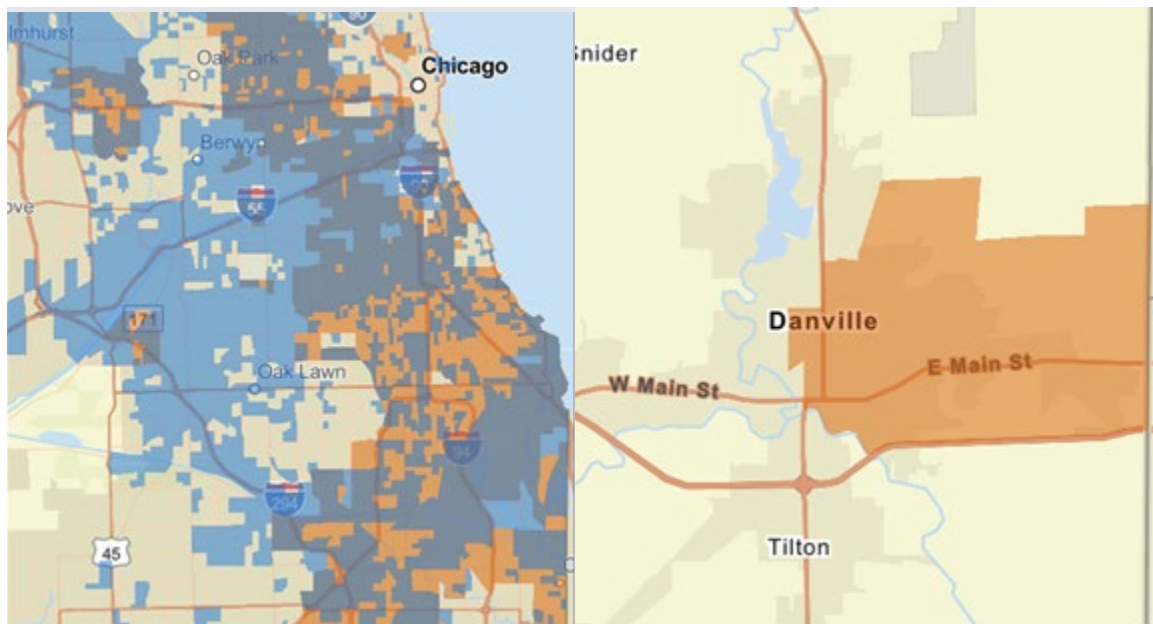 90
lmhurst
Oak Park
Chicago
Berwyn
55
ove
171
Oak Lawn
94
294
45
Snider
Danville
E Main St
W Main St
Tilton